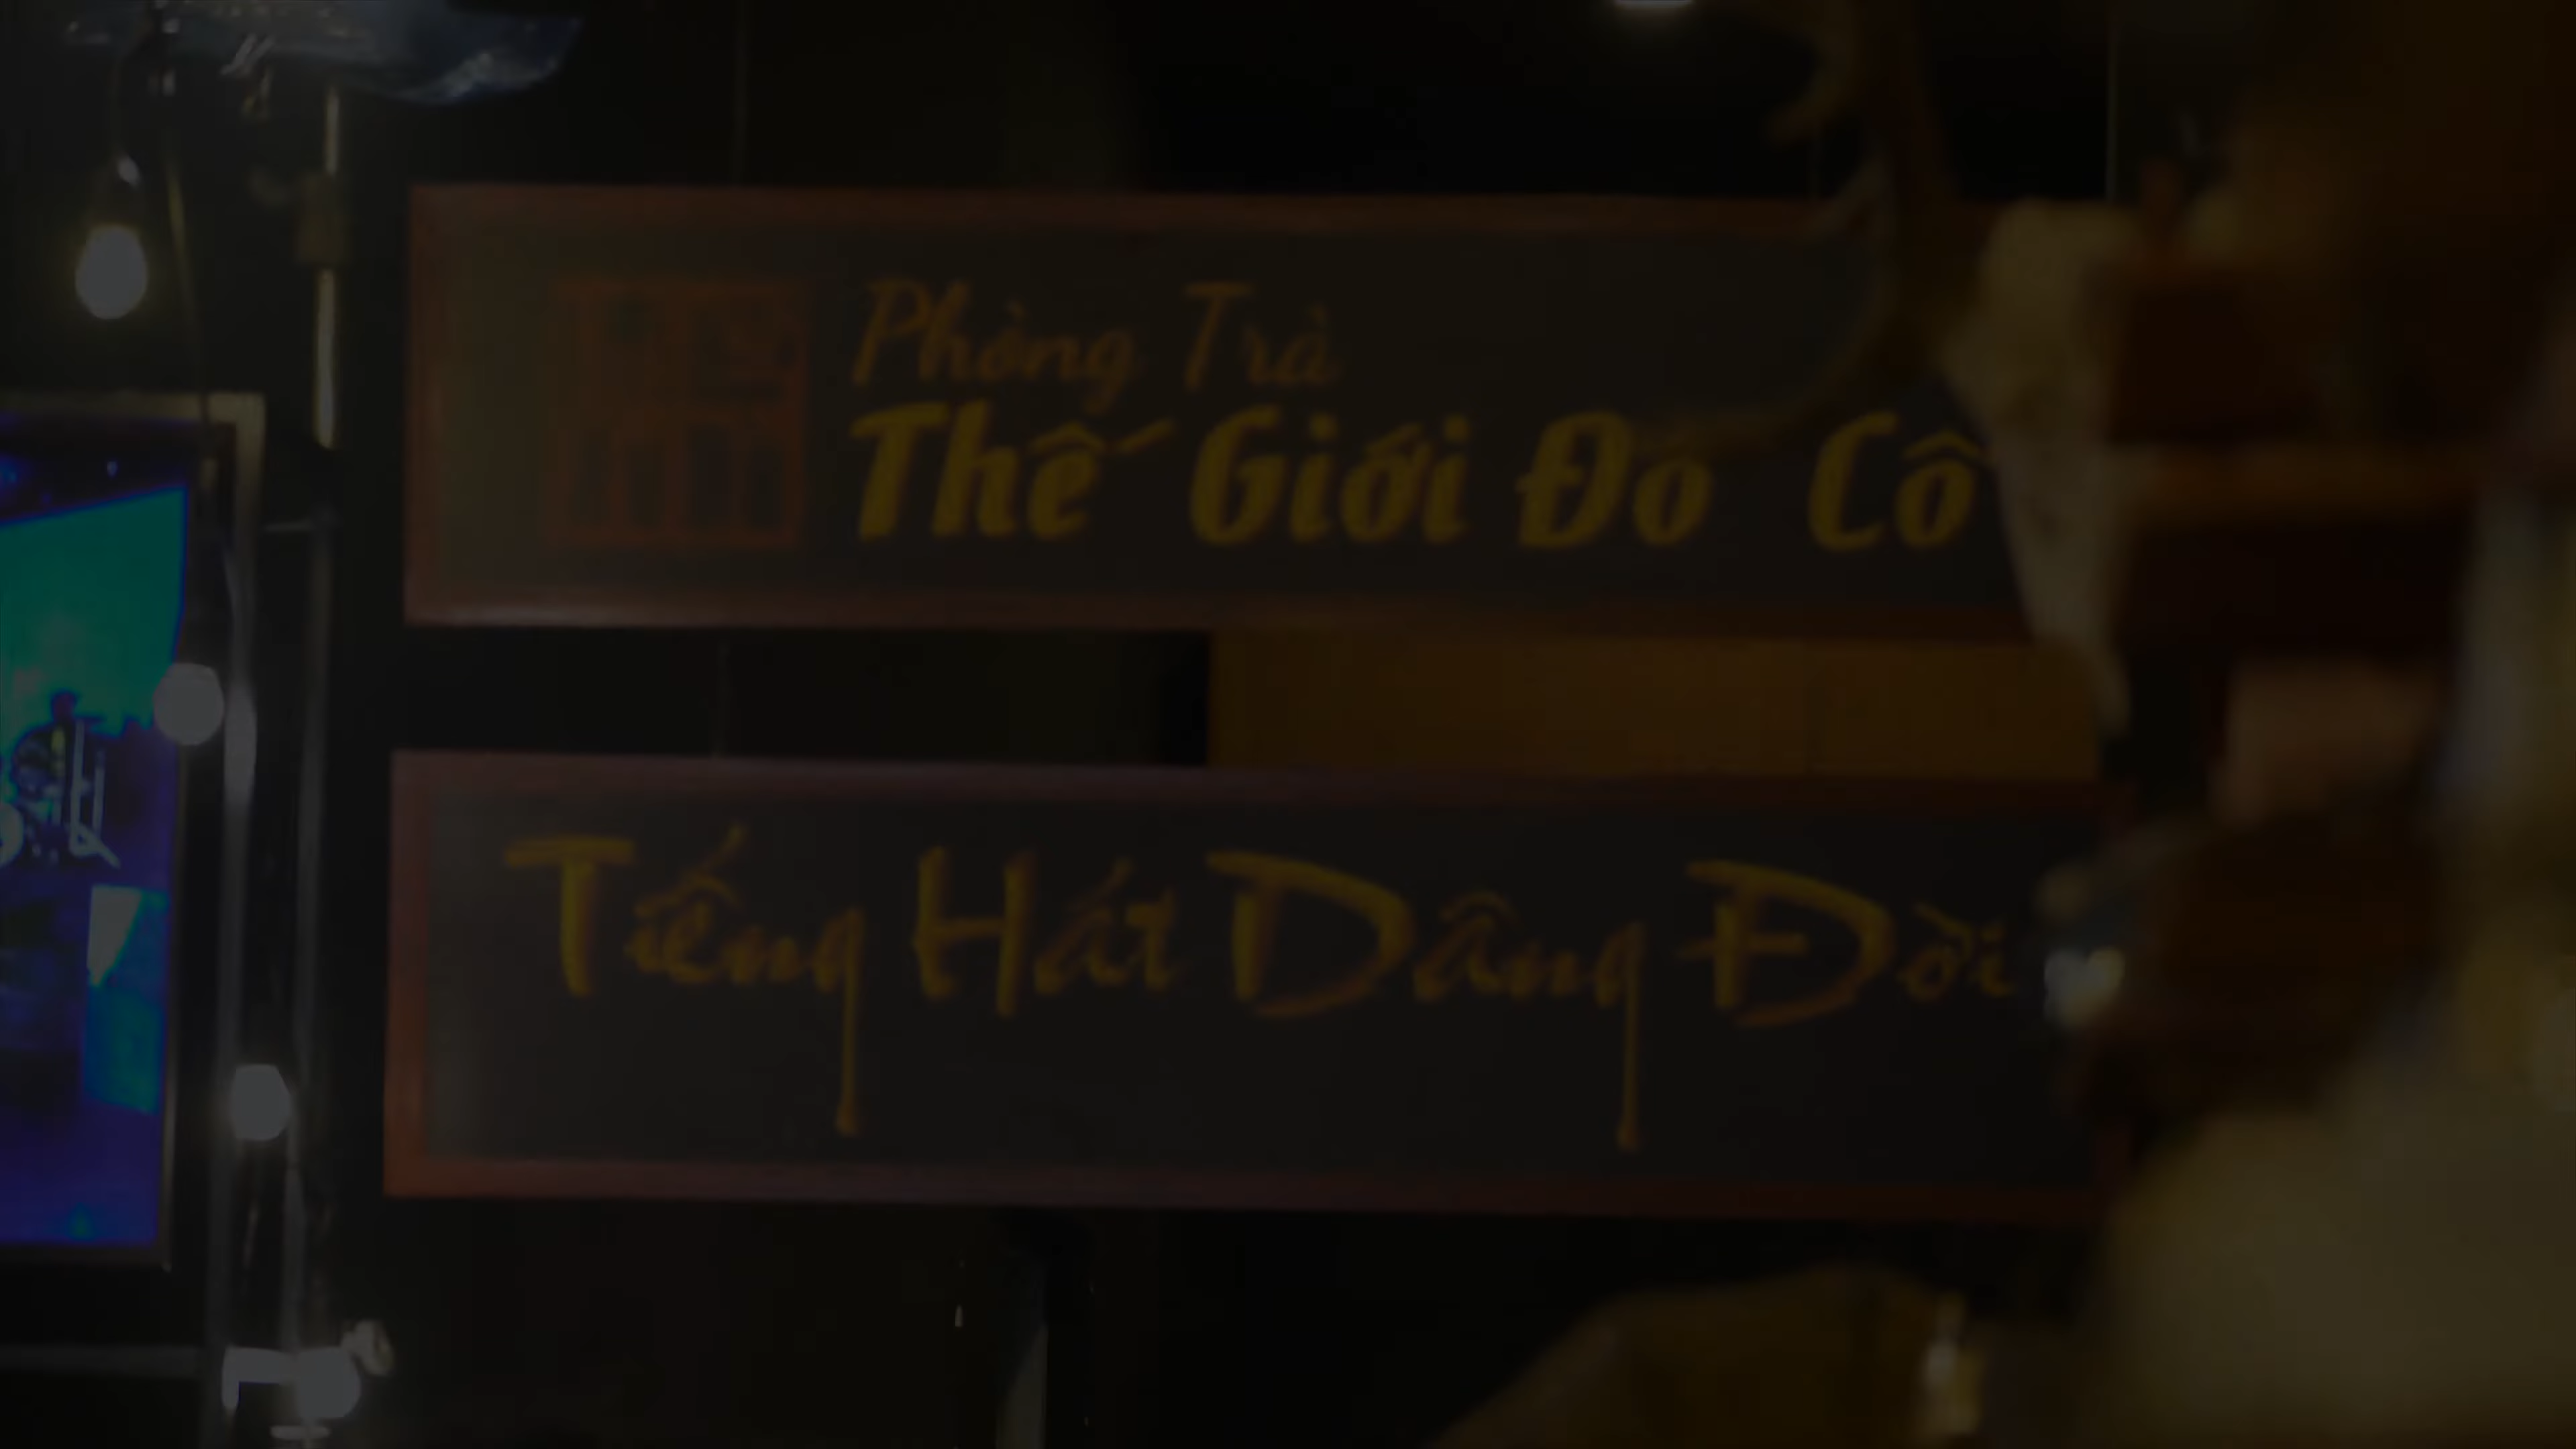 Phòng Trà
Thế Giới Đồ Cổ
Tiếng Hát Dâng Đời